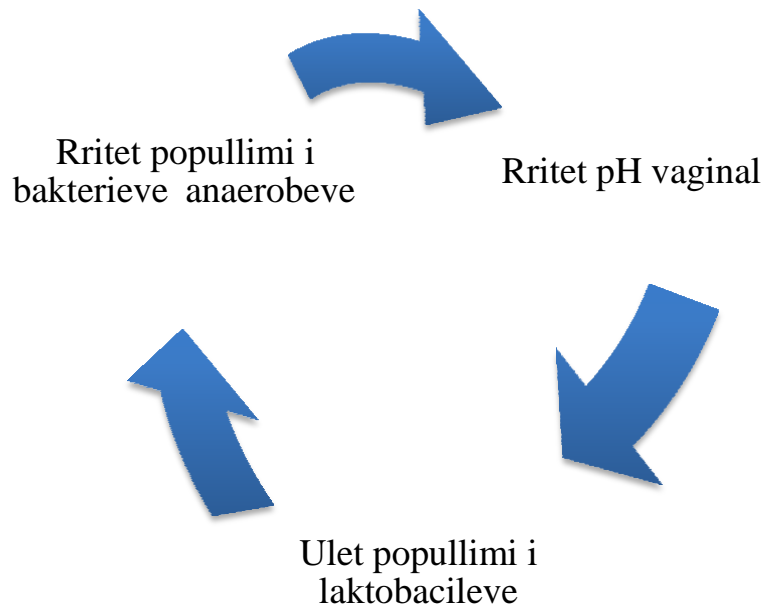 Rritet popullimi i
bakterieve anaerobeve
Rritet pH vaginal
Ulet popullimi i
laktobacileve